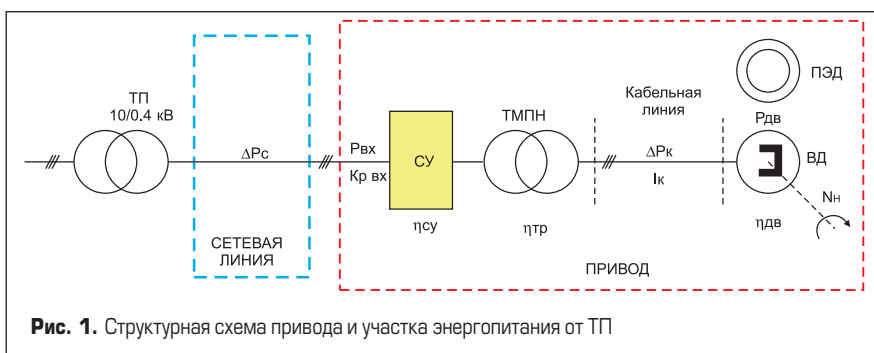 ТП
10/0.4 кВ
ΔPс
СЕТЕВАЯ
ЛИНИЯ
Pвх
Кр вх
СУ
ηсу
ТМПН
ηтр
Кабельная
линия
ΔPк
Iк
ПЭД
Pдв
ВД
Nн
ηдв
ПРИВОД
Рис. 1. Структурная схема привода и участка энергопитания от ТП